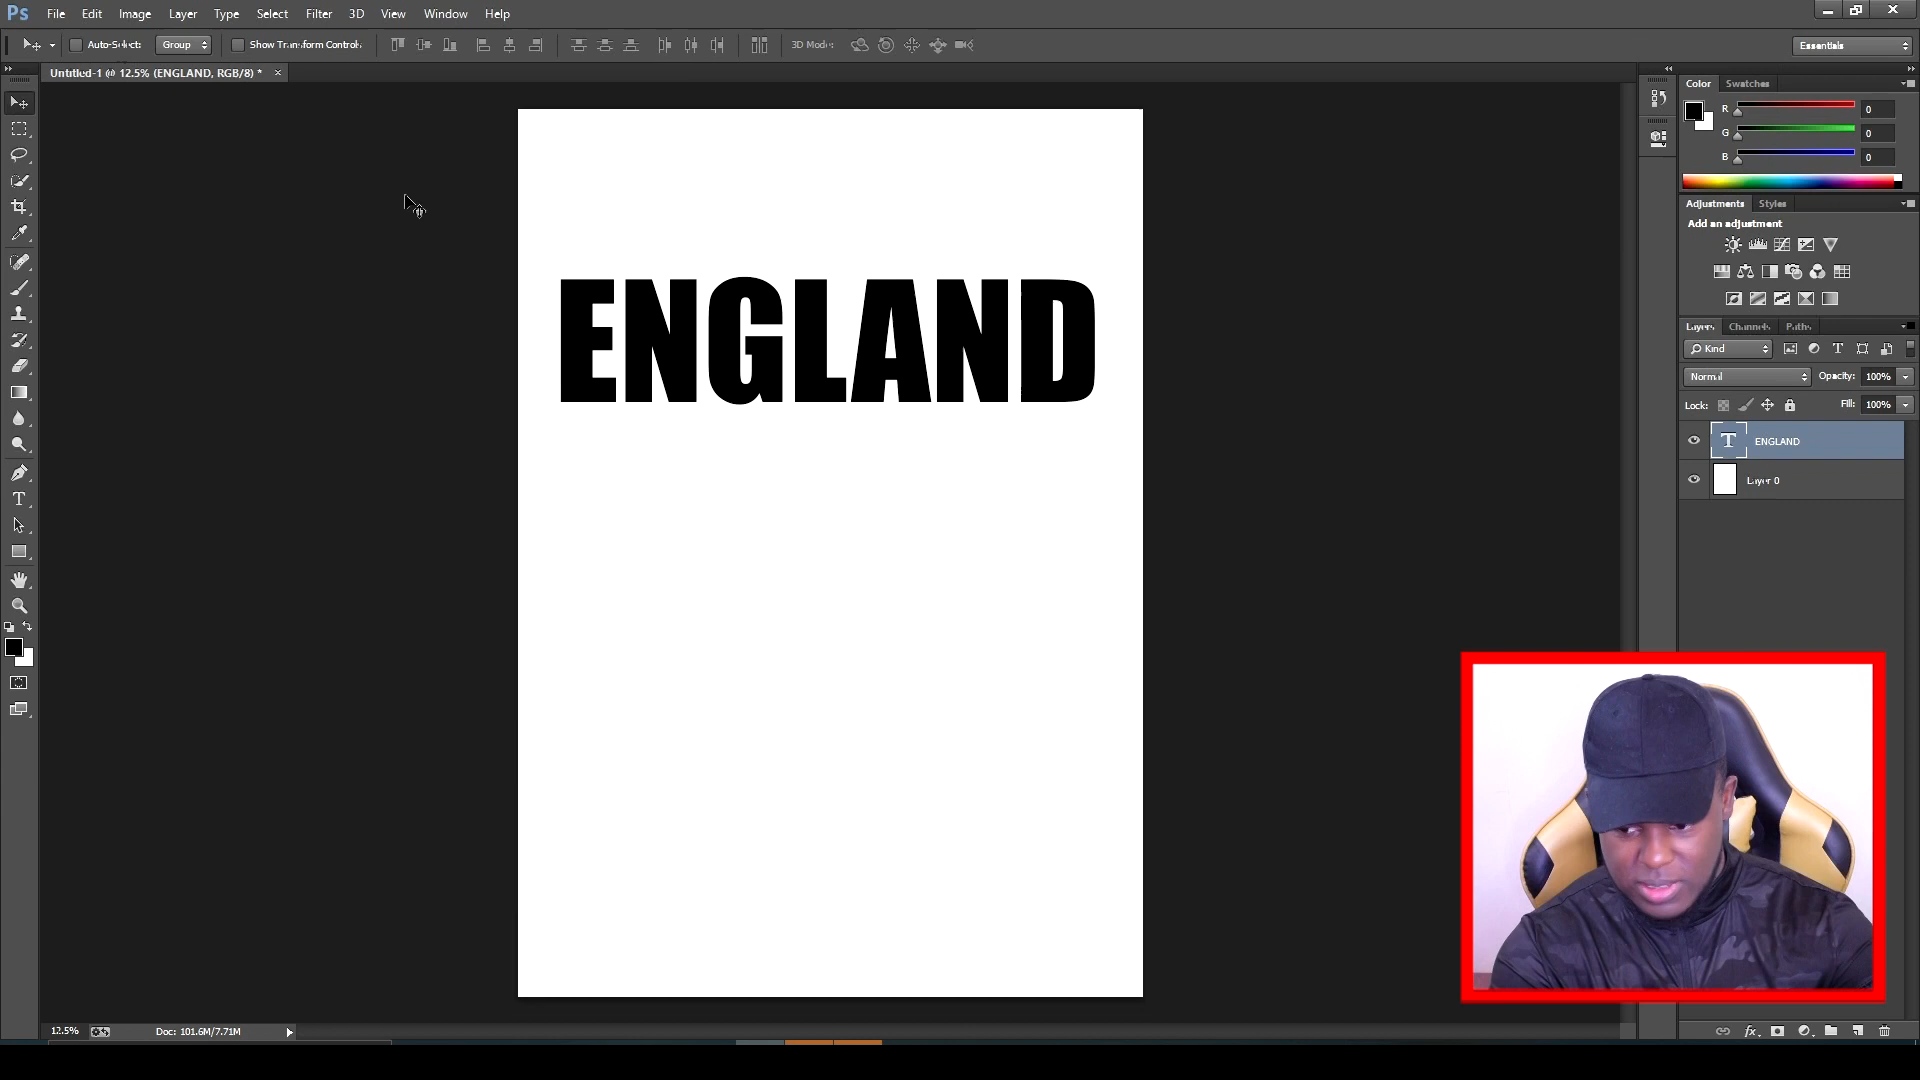 Ps File Edit Image Layer Type Select Filter 3D View Window Help
Auto-Select: Group Show Transform Controls 3D Mode: Essentials
Untitled-1 @ 12.5% (ENGLAND, RGB/8) * ×
Color Swatches
R 0
G 0
B 0
Adjustments Styles
Add an adjustment
ENGLAND
Layers Channels Paths
Kind
Normal Opacity: 100%
Lock: Fill: 100%
T ENGLAND
Layer 0
12.5% Doc: 101.6M/7.71M
fx